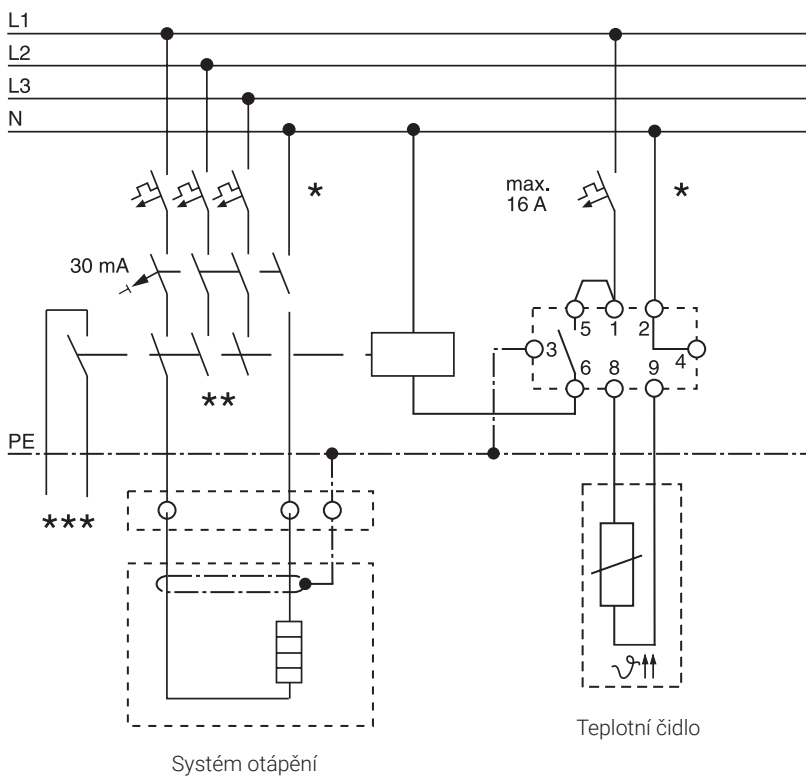 L1
L2
L3
N
*
max.
16 A
*
30 mA
5
1
2
3
4
6
8
9
**
PE
***
ϑ
Teplotní čidlo
Systém otápění